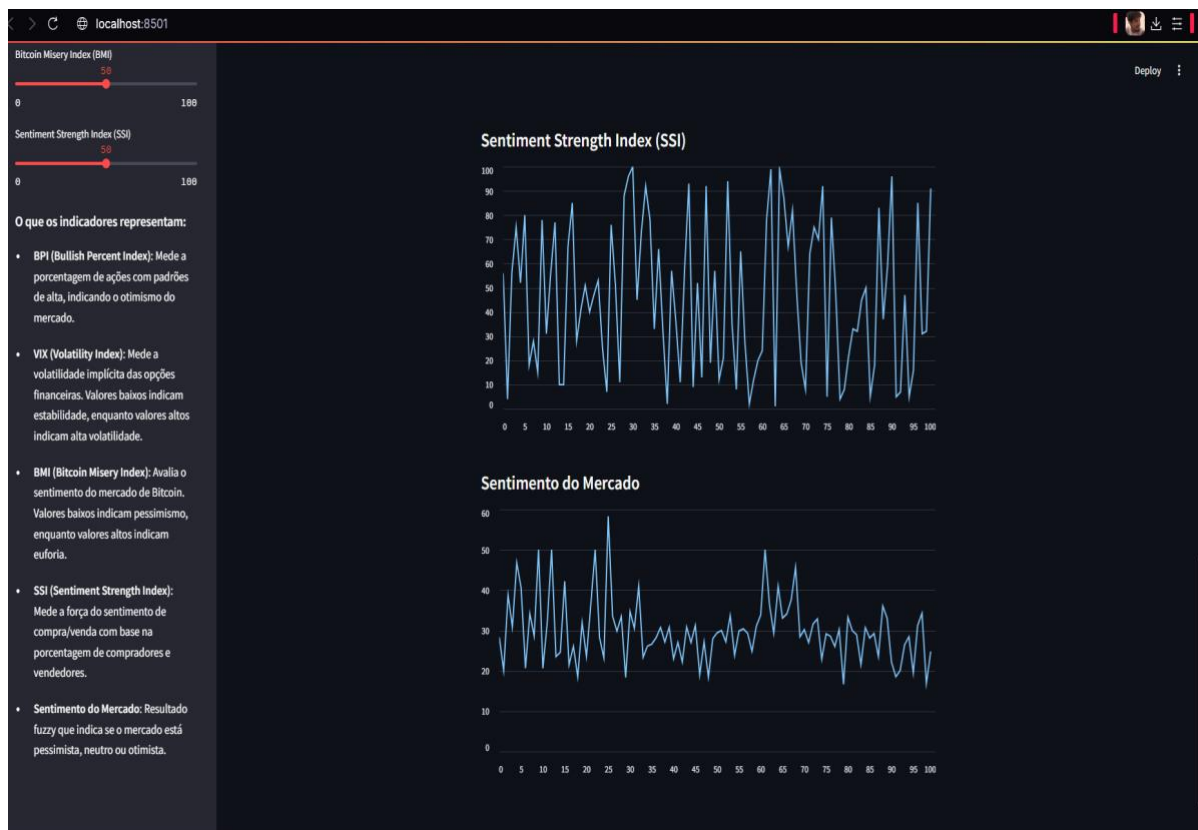 localhost:8501
Bitcoin Misery Index (BMI)
50
0 100
Sentiment Strength Index (SSI)
50
0 100
O que os indicadores representam:
• BPI (Bullish Percent Index): Mede a
porcentagem de ações com padrões
de alta, indicando o otimismo do
mercado.
• VIX (Volatility Index): Mede a
volatilidade implícita das opções
financeiras. Valores baixos indicam
estabilidade, enquanto valores altos
indicam alta volatilidade.
• BMI (Bitcoin Misery Index): Avalia o
sentimento do mercado de Bitcoin.
Valores baixos indicam pessimismo,
enquanto valores altos indicam
euforia.
• SSI (Sentiment Strength Index):
Mede a força do sentimento de
compra/venda com base na
porcentagem de compradores e
vendedores.
• Sentimento do Mercado: Resultado
fuzzy que indica se o mercado está
pessimista, neutro ou otimista.
Deploy
Sentiment Strength Index (SSI)
100
90
80
70
60
50
40
30
20
10
0
0 5 10 15 20 25 30 35 40 45 50 55 60 65 70 75 80 85 90 95 100
Sentimento do Mercado
60
50
40
30
20
10
0
0 5 10 15 20 25 30 35 40 45 50 55 60 65 70 75 80 85 90 95 100